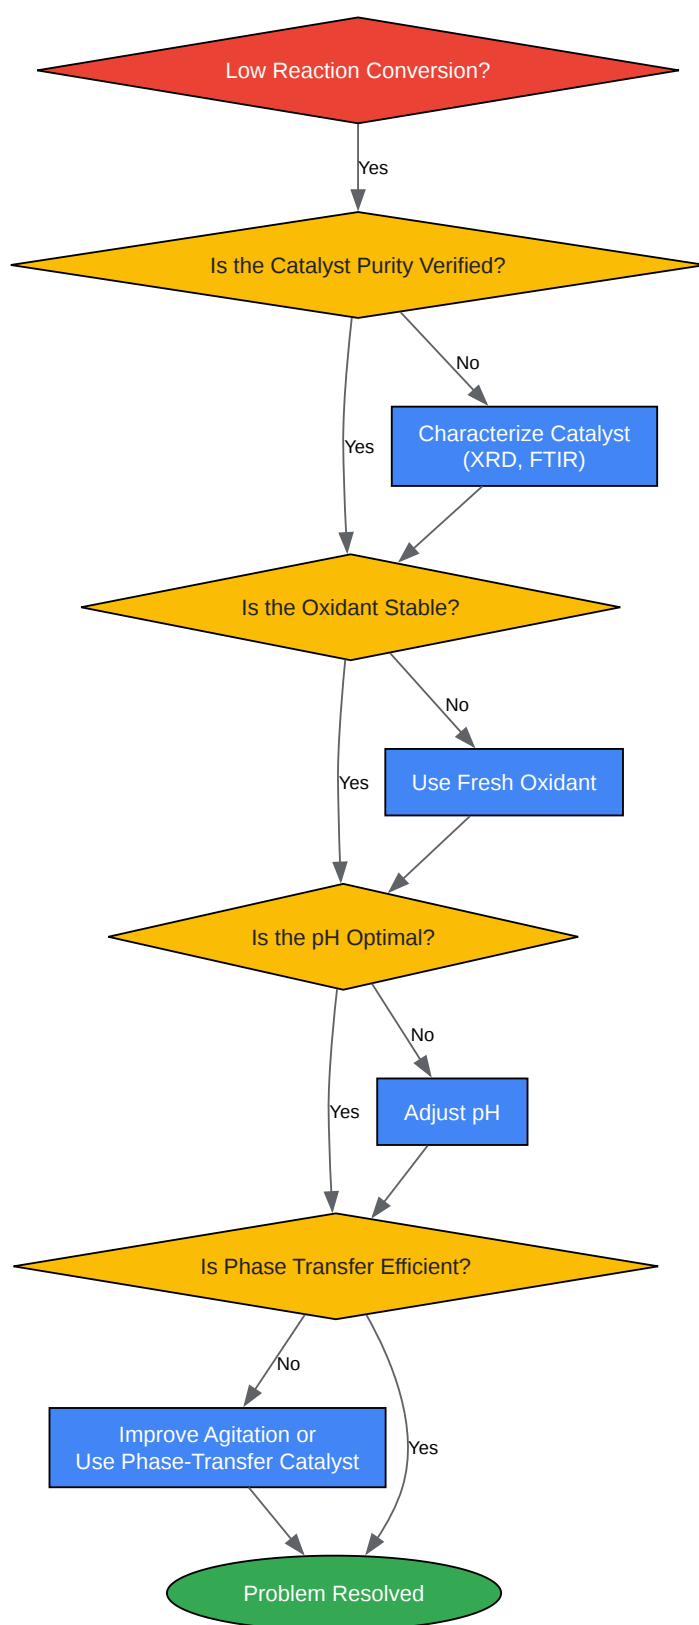 Low Reaction Conversion?
Yes
Is the Catalyst Purity Verified?
No
Characterize Catalyst
(XRD, FTIR)
Yes
Is the Oxidant Stable?
No
Use Fresh Oxidant
Yes
Is the pH Optimal?
No
Adjust pH
Yes
Is Phase Transfer Efficient?
No
Improve Agitation or
Use Phase-Transfer Catalyst
Yes
Problem Resolved